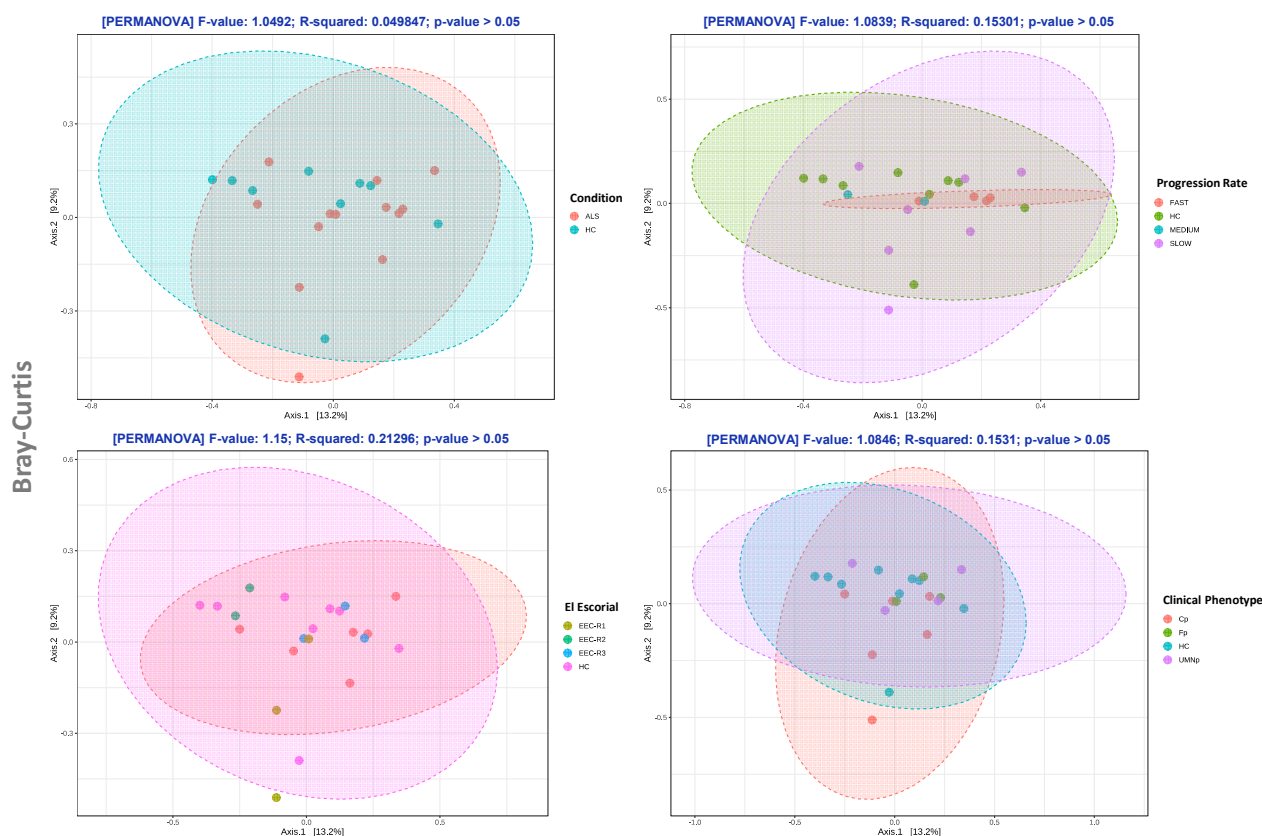 Bray-Curtis
[PERMANOVA] F-value: 1.0492; R-squared: 0.049847; p-value > 0.05
0.3
0.0
-0.3
Axis.2 [9.2%]
-0.8
-0.4
0.0
0.4
Axis.1 [13.2%]
Condition
ALS
HC
[PERMANOVA] F-value: 1.0839; R-squared: 0.15301; p-value > 0.05
0.5
0.0
-0.5
Axis.2 [9.2%]
-0.8
-0.4
0.0
0.4
Axis.1 [13.2%]
Progression Rate
FAST
HC
MEDIUM
SLOW
[PERMANOVA] F-value: 1.15; R-squared: 0.21296; p-value > 0.05
0.6
0.3
0.0
-0.3
Axis.2 [9.2%]
-0.5
0.0
0.5
Axis.1 [13.2%]
El Escorial
EEC-R1
EEC-R2
EEC-R3
HC
[PERMANOVA] F-value: 1.0846; R-squared: 0.1531; p-value > 0.05
0.5
0.0
-0.5
Axis.2 [9.2%]
-1.0
-0.5
0.0
0.5
1.0
Axis.1 [13.2%]
Clinical Phenotype
Cp
Fp
HC
UMNp